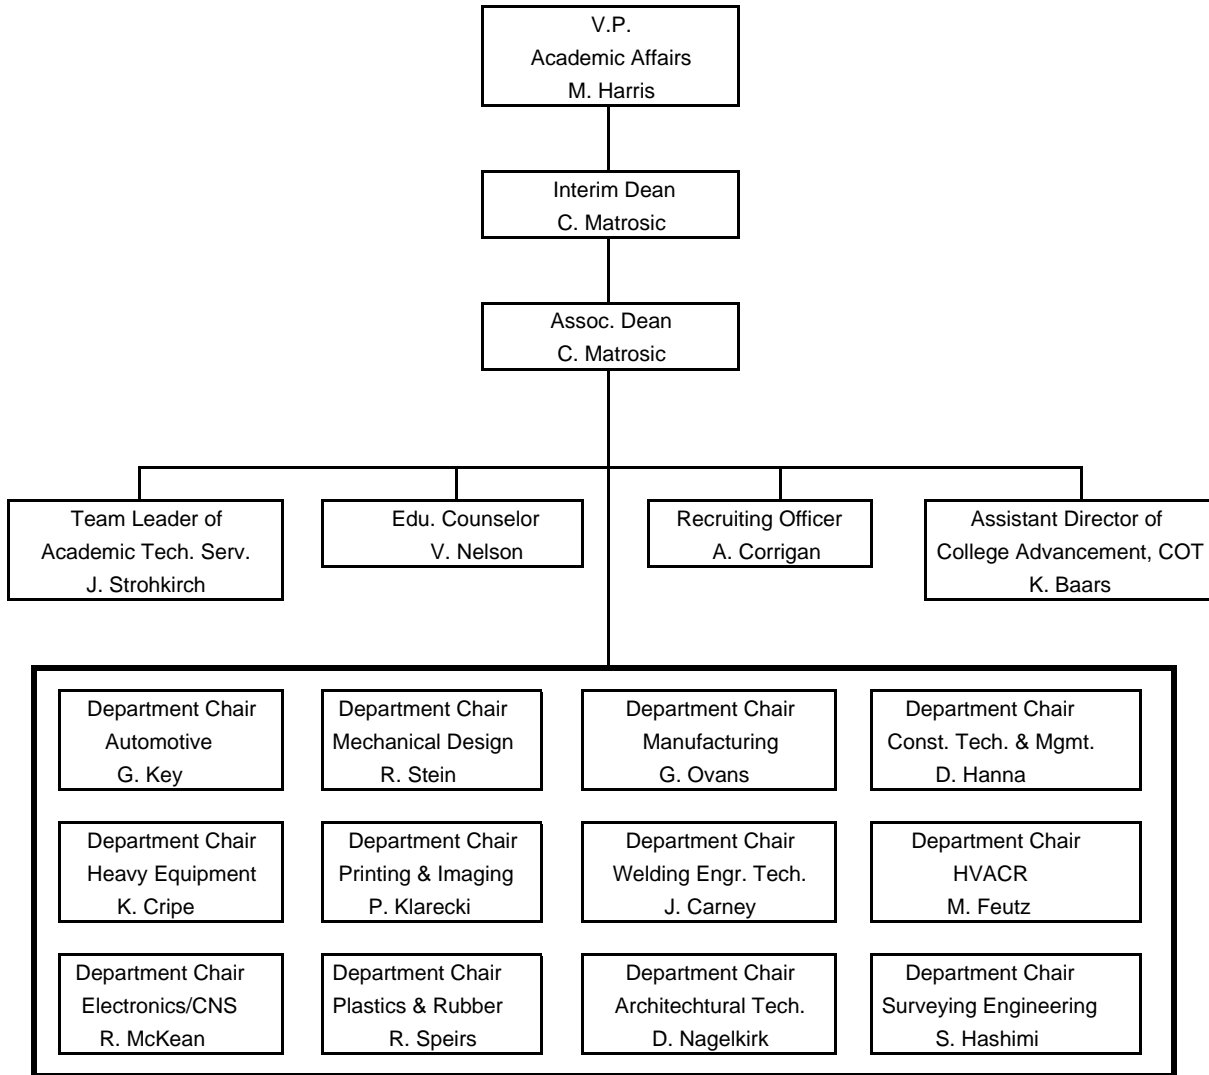 V.P.
Academic Affairs
M. Harris
Interim Dean
C. Matrosic
Assoc. Dean
C. Matrosic
Team Leader of
Academic Tech. Serv.
J. Strohkirch
Edu. Counselor
V. Nelson
Recruiting Officer
A. Corrigan
Assistant Director of
College Advancement, COT
K. Baars
Department Chair
Automotive
G. Key
Department Chair
Mechanical Design
R. Stein
Department Chair
Manufacturing
G. Ovans
Department Chair
Const. Tech. & Mgmt.
D. Hanna
Department Chair
Heavy Equipment
K. Cripe
Department Chair
Printing & Imaging
P. Klarecki
Department Chair
Welding Engr. Tech.
J. Carney
Department Chair
HVACR
M. Feutz
Department Chair
Electronics/CNS
R. McKean
Department Chair
Plastics & Rubber
R. Speirs
Department Chair
Architechtural Tech.
D. Nagelkirk
Department Chair
Surveying Engineering
S. Hashimi